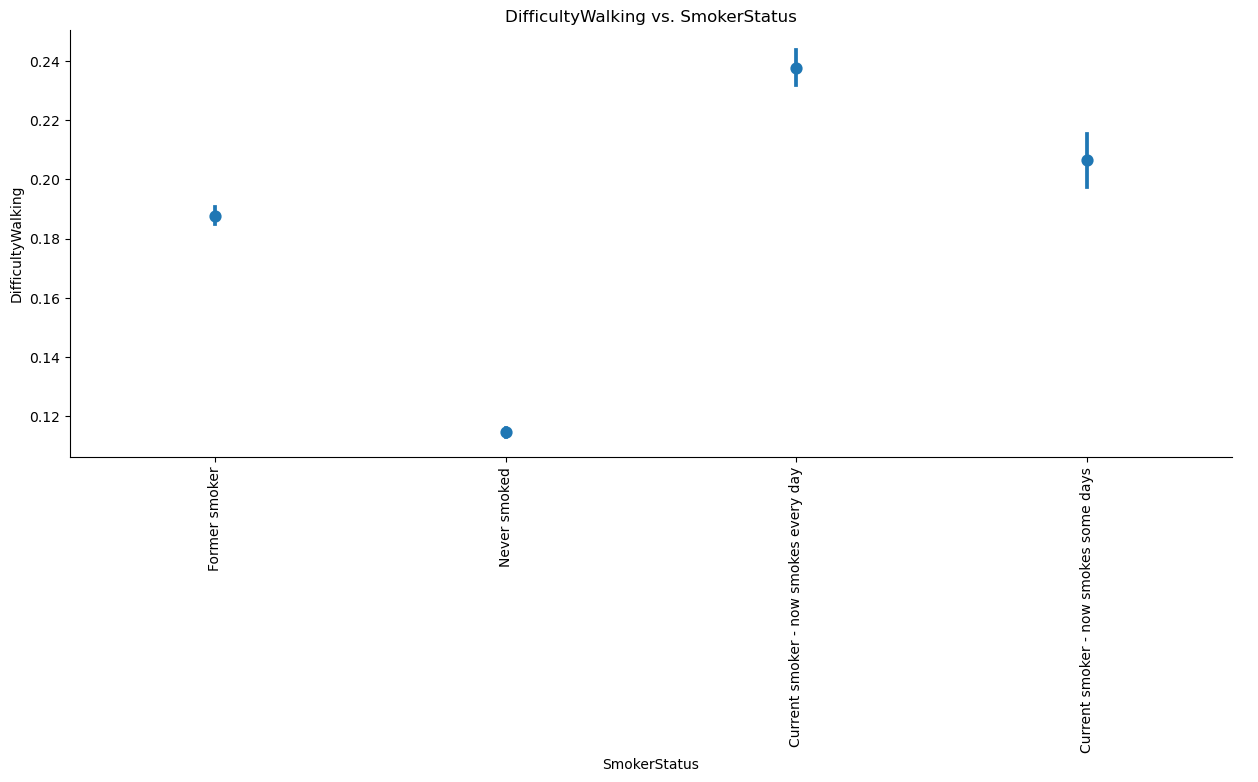 DifficultyWalking vs. SmokerStatus
DifficultyWalking
0.24
0.22
0.20
0.18
0.16
0.14
0.12
Former smoker
Never smoked
Current smoker - now smokes every day
Current smoker - now smokes some days
SmokerStatus